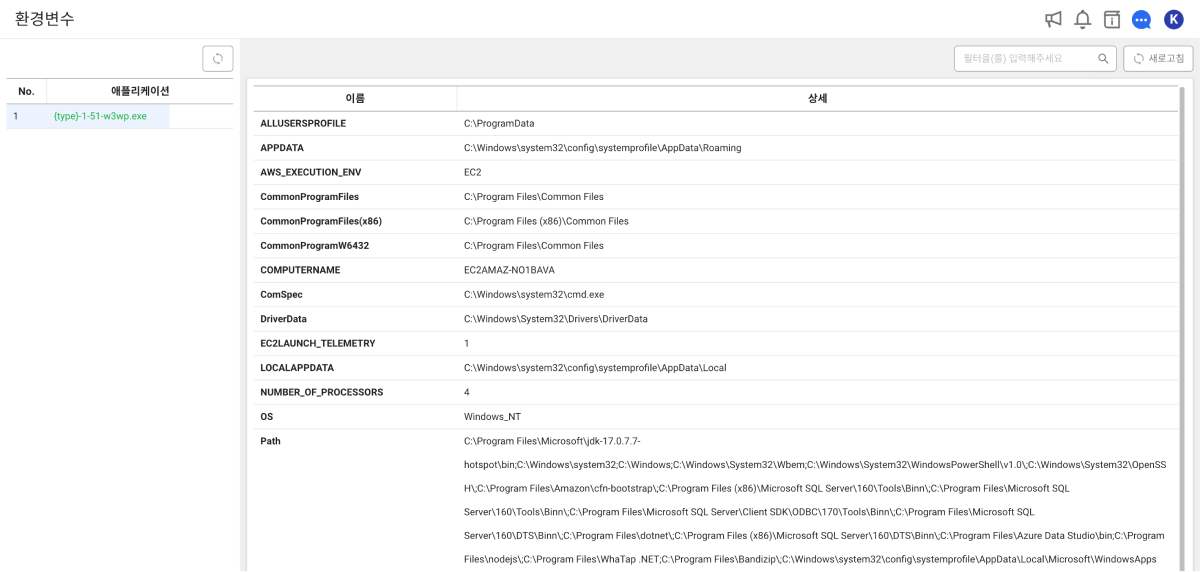 환경변수
K
필터을(를) 입력해주세요
새로고침
No. 애플리케이션
1 {type}-1-51-w3wp.exe
이름 상세
ALLUSERSPROFILE C:\ProgramData
APPDATA C:\Windows\system32\config\systemprofile\AppData\Roaming
AWS_EXECUTION_ENV EC2
CommonProgramFiles C:\Program Files\Common Files
CommonProgramFiles(x86) C:\Program Files (x86)\Common Files
CommonProgramW6432 C:\Program Files\Common Files
COMPUTERNAME EC2AMAZ-NO1BAVA
ComSpec C:\Windows\system32\cmd.exe
DriverData C:\Windows\System32\Drivers\DriverData
EC2LAUNCH_TELEMETRY 1
LOCALAPPDATA C:\Windows\system32\config\systemprofile\AppData\Local
NUMBER_OF_PROCESSORS 4
OS Windows_NT
Path C:\Program Files\Microsoft\jdk-17.0.7.7-
hotspot\bin;C:\Windows\system32;C:\Windows;C:\Windows\System32\Wbem;C:\Windows\System32\WindowsPowerShell\v1.0\;C:\Windows\System32\OpenSS
H\;C:\Program Files\Amazon\cfn-bootstrap\;C:\Program Files (x86)\Microsoft SQL Server\160\Tools\Binn\;C:\Program Files\Microsoft SQL
Server\160\Tools\Binn\;C:\Program Files\Microsoft SQL Server\Client SDK\ODBC\170\Tools\Binn\;C:\Program Files\Microsoft SQL
Server\160\DTS\Binn\;C:\Program Files\dotnet\;C:\Program Files (x86)\Microsoft SQL Server\160\DTS\Binn\;C:\Program Files\Azure Data Studio\bin;C:\Program
Files\nodejs\;C:\Program Files\WhaTap .NET;C:\Program Files\Bandizip\;C:\Windows\system32\config\systemprofile\AppData\Local\Microsoft\WindowsApps